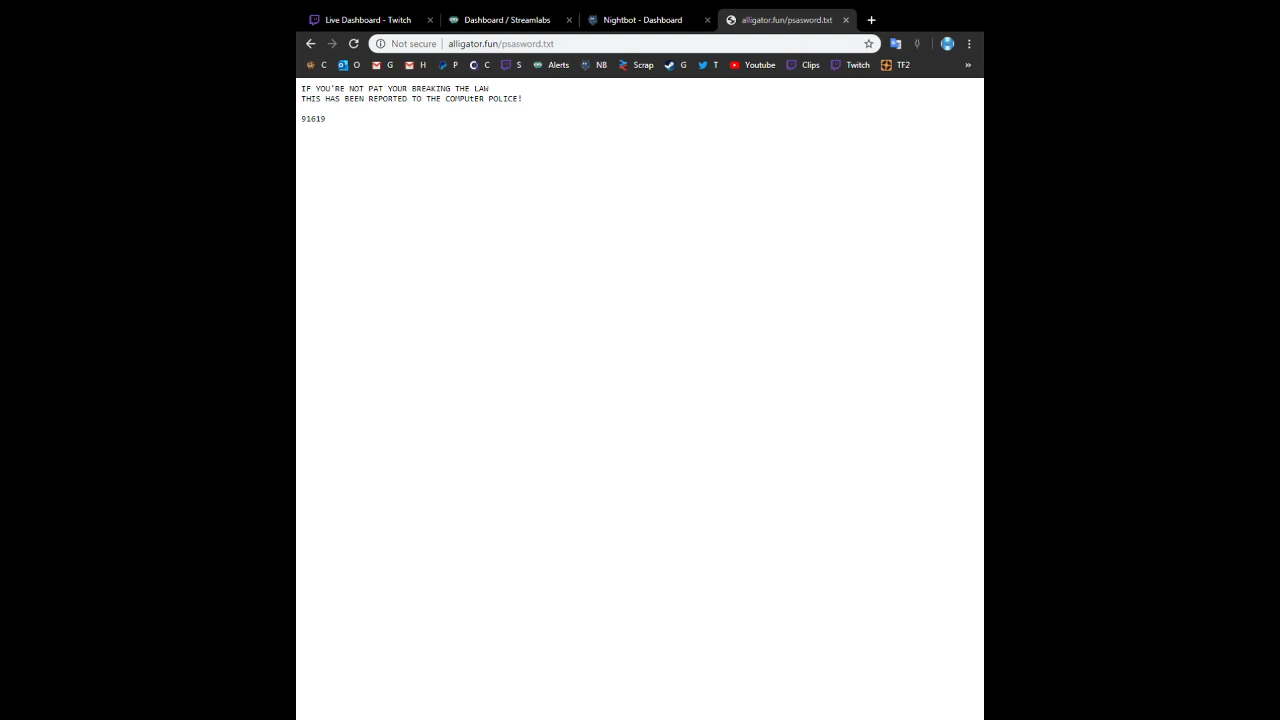 Live Dashboard - Twitch
Dashboard / Streamlabs
Nightbot - Dashboard
alligator.fun/psasword.txt
Not secure
alligator.fun/psasword.txt
C O G H P C S Alerts NB Scrap G T Youtube Clips Twitch TF2 »
IF YOU'RE NOT PAT YOUR BREAKING THE LAW
THIS HAS BEEN REPORTED TO THE COMPUtER POLICE!
91619